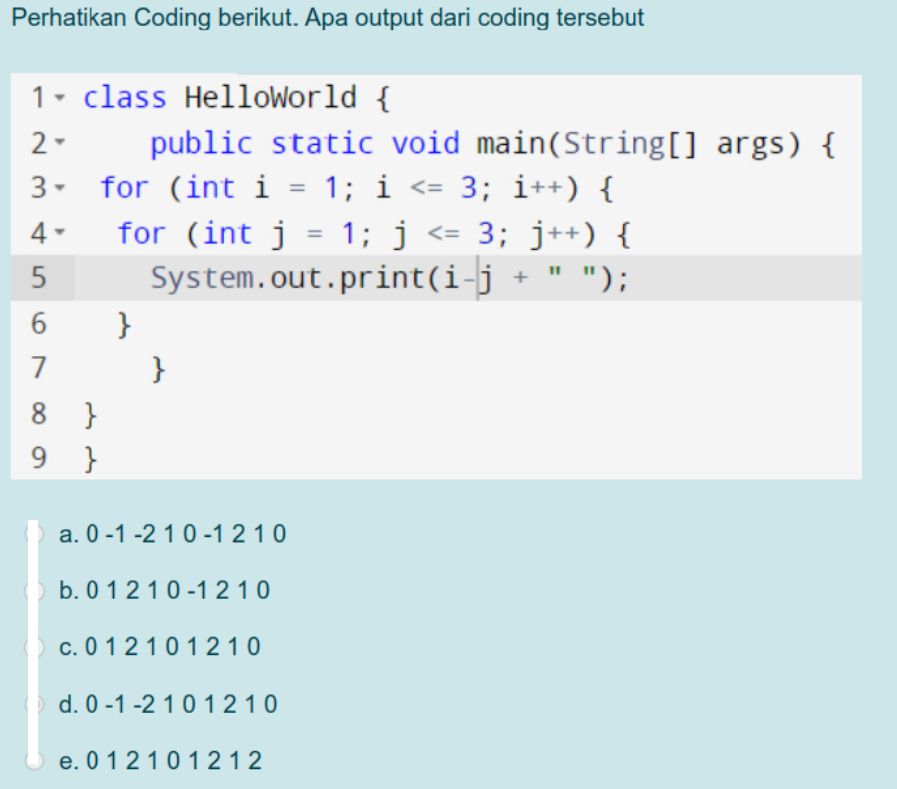 Perhatikan Coding berikut. Apa output dari coding tersebut
1 class HelloWorld {
2 public static void main(String[] args) {
3 for (int i = 1; i <= 3; i++) {
4 for (int j = 1; j <= 3; j++) {
5 System.out.print(i-j + " ");
6 }
7 }
8 }
9 }
a. 0 -1 -2 1 0 -1 2 1 0
b. 0 1 2 1 0 -1 2 1 0
c. 0 1 2 1 0 1 2 1 0
d. 0 -1 -2 1 0 1 2 1 0
e. 0 1 2 1 0 1 2 1 2